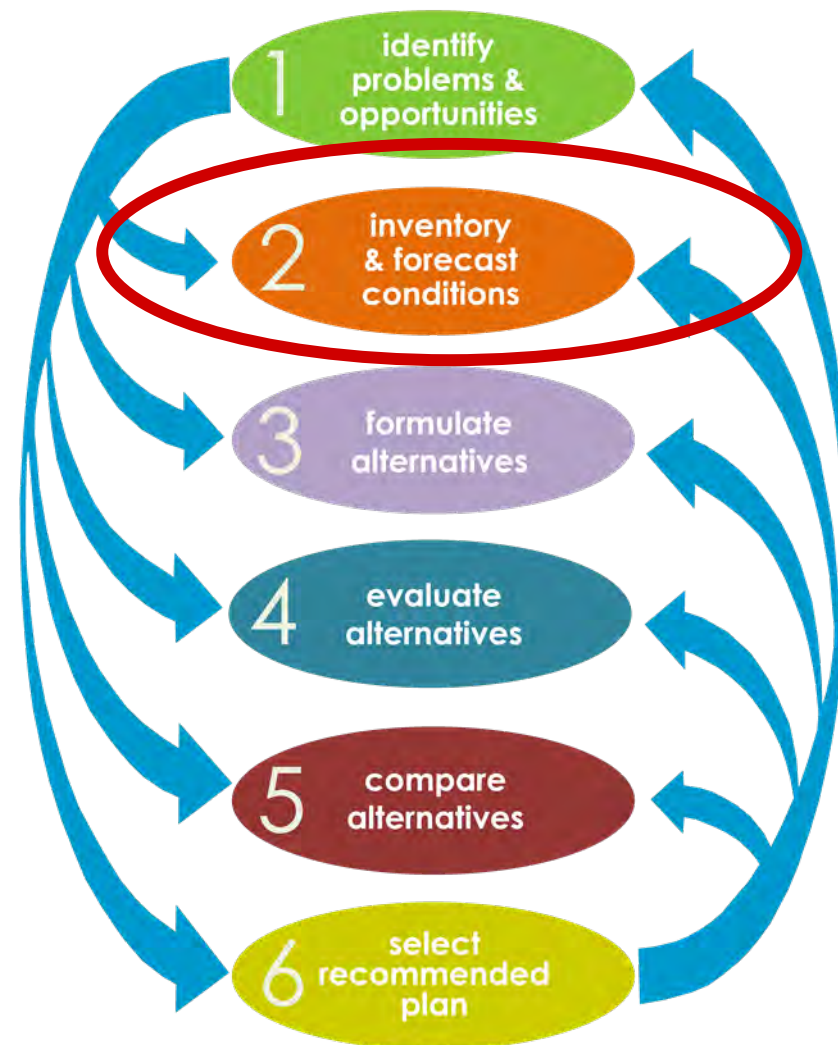 1
identify
problems &
opportunities
2
inventory
& forecast
conditions
3
formulate
alternatives
4
evaluate
alternatives
5
compare
alternatives
6
select
recommended
plan